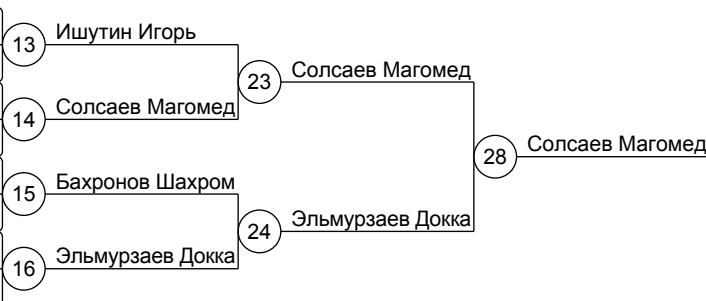 13 Ишутин Игорь
23 Солсаев Магомед
14 Солсаев Магомед
28 Солсаев Магомед
15 Бахронов Шахром
24 Эльмурзаев Докка
16 Эльмурзаев Докка